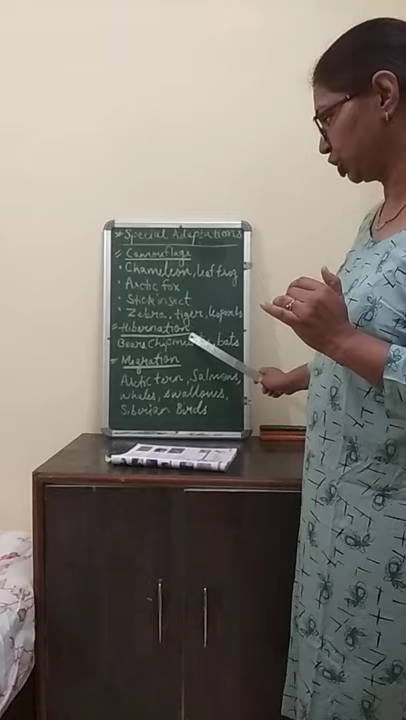 * Special Adaptations
= Camouflage
• Chameleon, leaf frog
• Arctic fox
• Stick insect
• Zebra, tiger, leopards
= Hibernation
Bears Chipmunks, bats
= Migration
Arctic tern, Salmons,
whales, swallows,
Siberian Birds